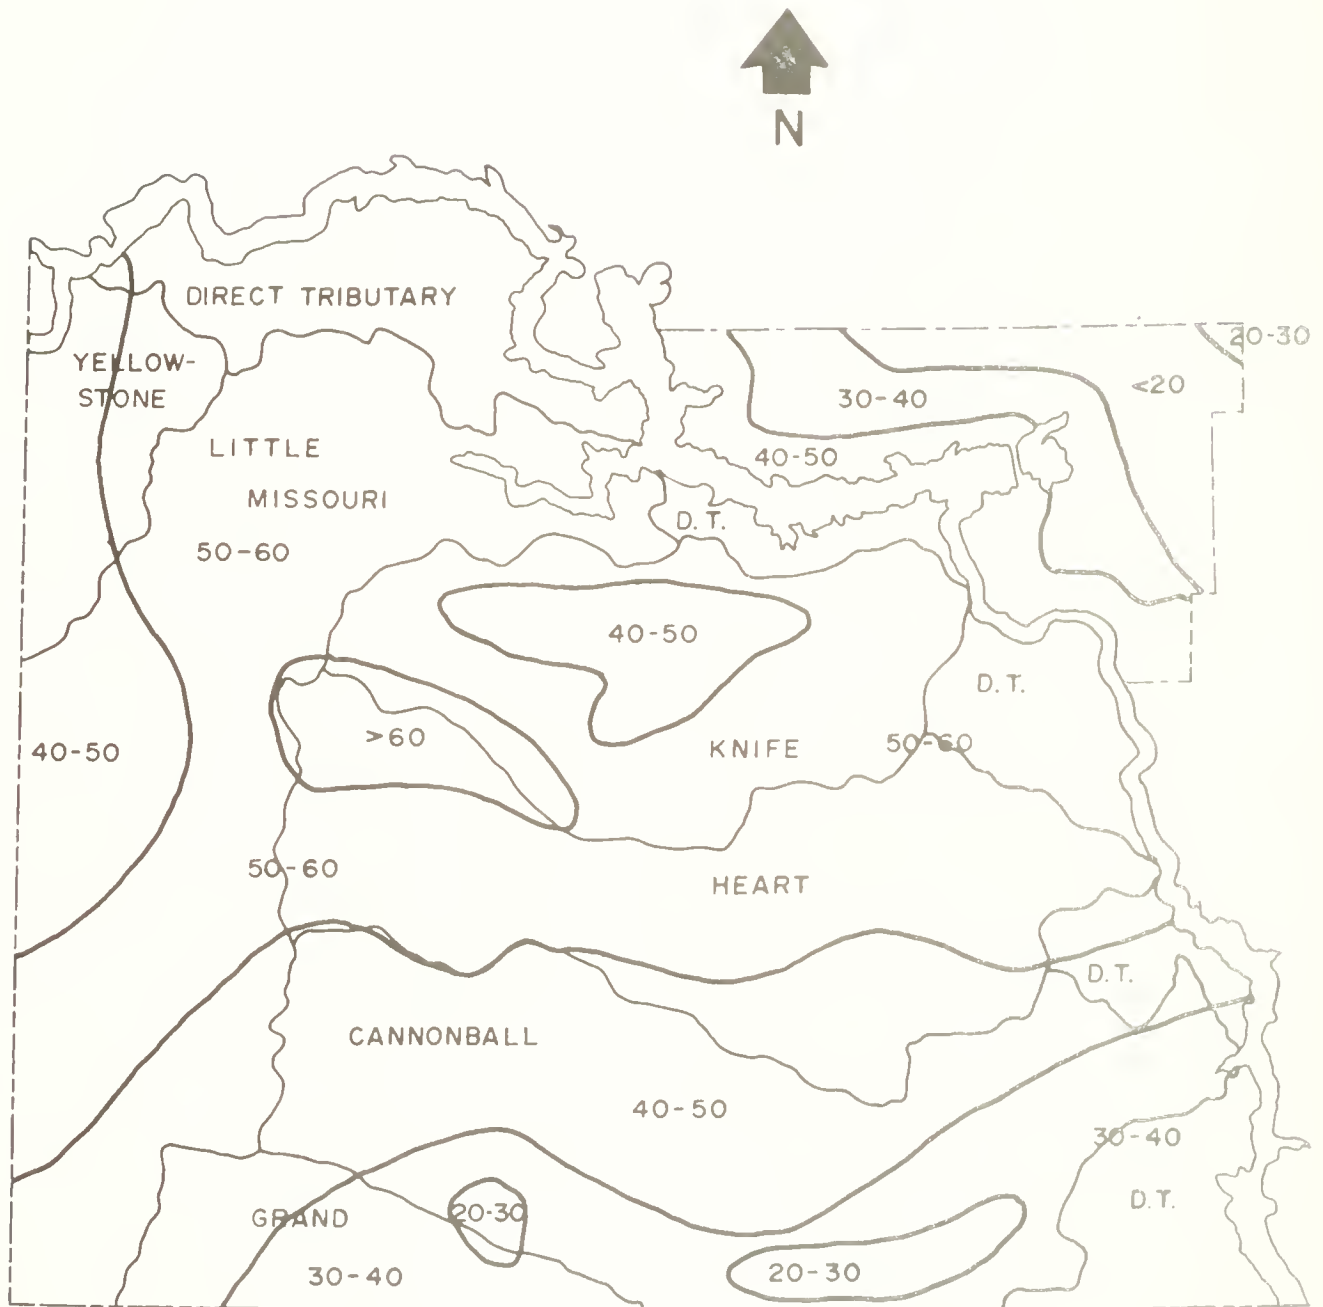 N
DIRECT TRIBUTARY
20-30
YELLOW-
STONE
<20
30-40
LITTLE
40-50
MISSOURI
D.T.
50-60
40-50
D.T.
>60
40-50
KNIFE
50-60
50-60
HEART
D.T.
CANNONBALL
40-50
30-40
D.T.
GRAND
20-30
30-40
20-30